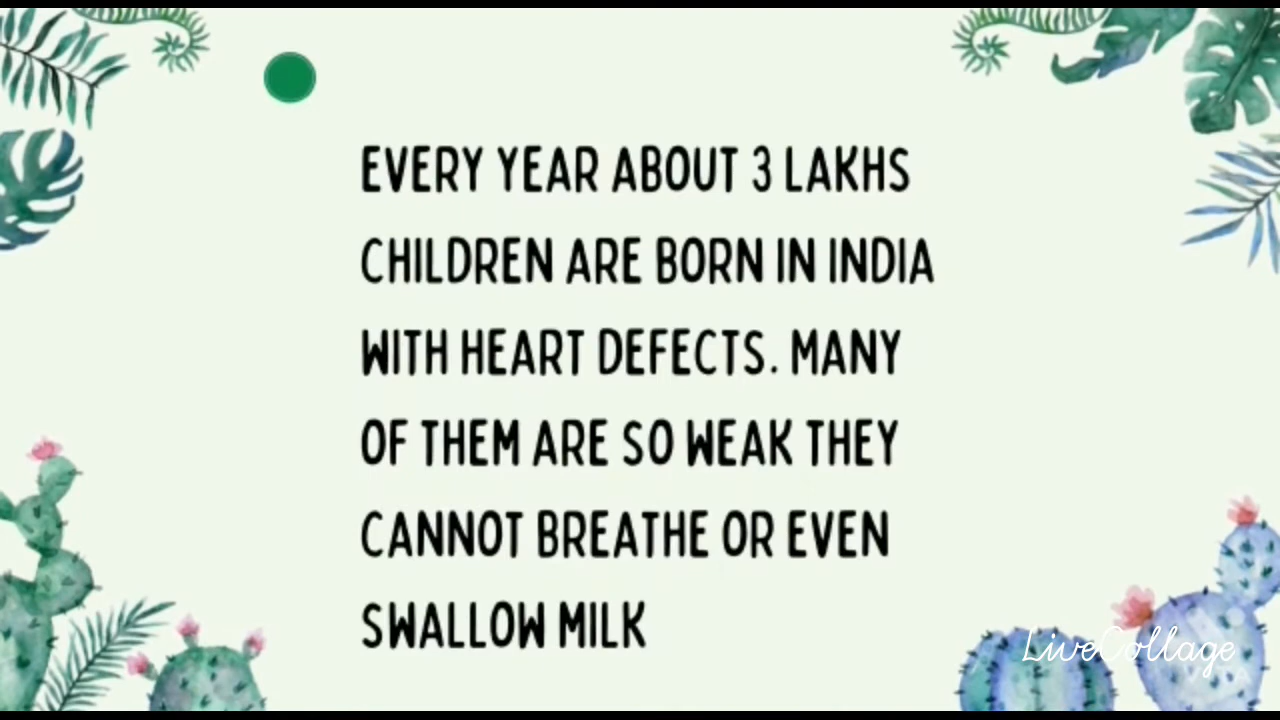 EVERY YEAR ABOUT 3 LAKHS
CHILDREN ARE BORN IN INDIA
WITH HEART DEFECTS. MANY
OF THEM ARE SO WEAK THEY
CANNOT BREATHE OR EVEN
SWALLOW MILK
LiveCollage